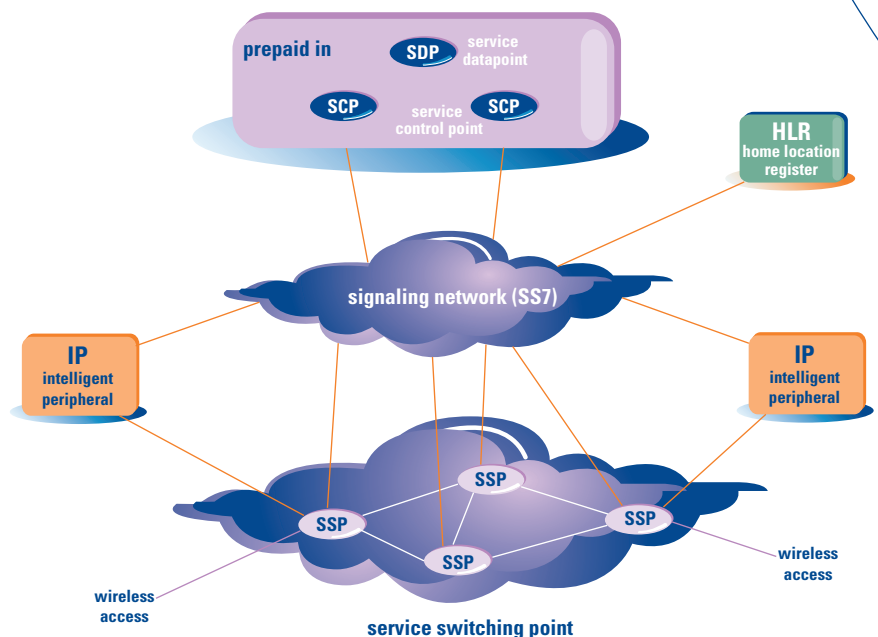 prepaid in
SDP
service
datapoint
SCP
service
control point
SCP
HLR
home location
register
signaling network (SS7)
IP
intelligent
peripheral
IP
intelligent
peripheral
SSP
SSP
SSP
SSP
wireless
access
wireless
access
service switching point